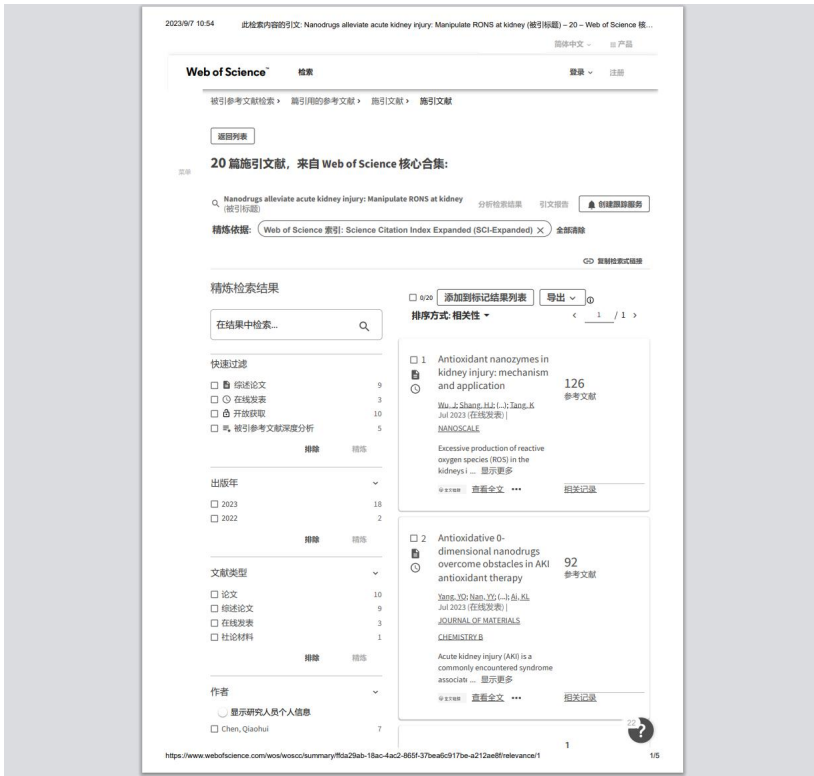 2023/9/7 10:54 此检索内容的引文: Nanodrugs alleviate acute kidney injury: Manipulate RONS at kidney (被引标题) – 20 – Web of Science 核...
简体中文 产品
Web of Science™ 检索 登录 注册
被引参考文献检索 › 篇引用的参考文献 › 施引文献 › 施引文献
返回列表
菜单
20 篇施引文献，来自 Web of Science 核心合集:
Nanodrugs alleviate acute kidney injury: Manipulate RONS at kidney
(被引标题)
分析检索结果 引文报告 创建跟踪服务
精炼依据: Web of Science 索引: Science Citation Index Expanded (SCI-Expanded) × 全部清除
复制检索式链接
精炼检索结果
在结果中检索...
快速过滤
综述论文 9
在线发表 3
开放获取 10
被引参考文献深度分析 5
排除 精炼
出版年
2023 18
2022 2
排除 精炼
文献类型
论文 10
综述论文 9
在线发表 3
社论材料 1
排除 精炼
作者
显示研究人员个人信息
Chen, Qiaohui 7
0/20 添加到标记结果列表 导出
排序方式: 相关性 < 1 / 1 >
1 Antioxidant nanozymes in
kidney injury: mechanism
and application
126
参考文献
Wu, J; Shang, HJ; (...); Tang, K
Jul 2023 (在线发表) |
NANOSCALE
Excessive production of reactive
oxygen species (ROS) in the
kidneys i ... 显示更多
全文链接 查看全文 ••• 相关记录
2 Antioxidative 0-
dimensional nanodrugs
overcome obstacles in AKI
antioxidant therapy
92
参考文献
Yang, YQ; Nan, YY; (...); Ai, KL
Jul 2023 (在线发表) |
JOURNAL OF MATERIALS
CHEMISTRY B
Acute kidney injury (AKI) is a
commonly encountered syndrome
associate ... 显示更多
全文链接 查看全文 ••• 相关记录
22
?
1
https://www.webofscience.com/wos/woscc/summary/ffda29ab-18ac-4ac2-865f-37bea6c917be-a212ae8f/relevance/1 1/5